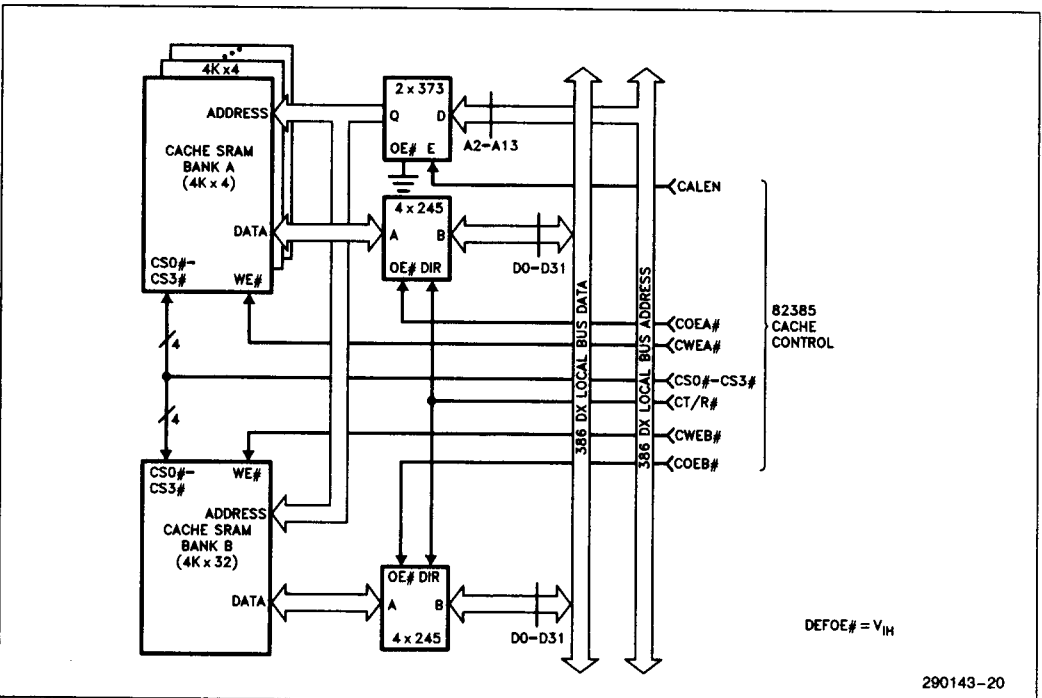 4K x 4
ADDRESS
CACHE SRAM
BANK A
(4K x 4)
DATA
CS0#-
CS3#
WE#
2 x 373
Q
D
OE#
E
A2-A13
4 x 245
A
B
OE#
DIR
D0-D31
4
4
CS0#-
CS3#
WE#
ADDRESS
CACHE SRAM
BANK B
(4K x 32)
DATA
OE#
DIR
A
B
4 x 245
D0-D31
386 DX LOCAL BUS DATA
386 DX LOCAL BUS ADDRESS
CALEN
COEA#
CWEA#
CS0#-CS3#
CT/R#
CWEB#
COEB#
82385
CACHE
CONTROL
DEFOE# = VIH
290143-20